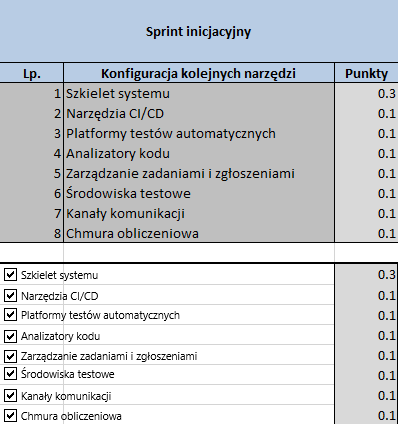 Sprint inicjacyjny
Lp. Konfiguracja kolejnych narzędzi Punkty
1 Szkielet systemu 0.3
2 Narzędzia CI/CD 0.1
3 Platformy testów automatycznych 0.1
4 Analizatory kodu 0.1
5 Zarządzanie zadaniami i zgłoszeniami 0.1
6 Środowiska testowe 0.1
7 Kanały komunikacji 0.1
8 Chmura obliczeniowa 0.1
Szkielet systemu 0.3
Narzędzia CI/CD 0.1
Platformy testów automatycznych 0.1
Analizatory kodu 0.1
Zarządzanie zadaniami i zgłoszeniami 0.1
Środowiska testowe 0.1
Kanały komunikacji 0.1
Chmura obliczeniowa 0.1